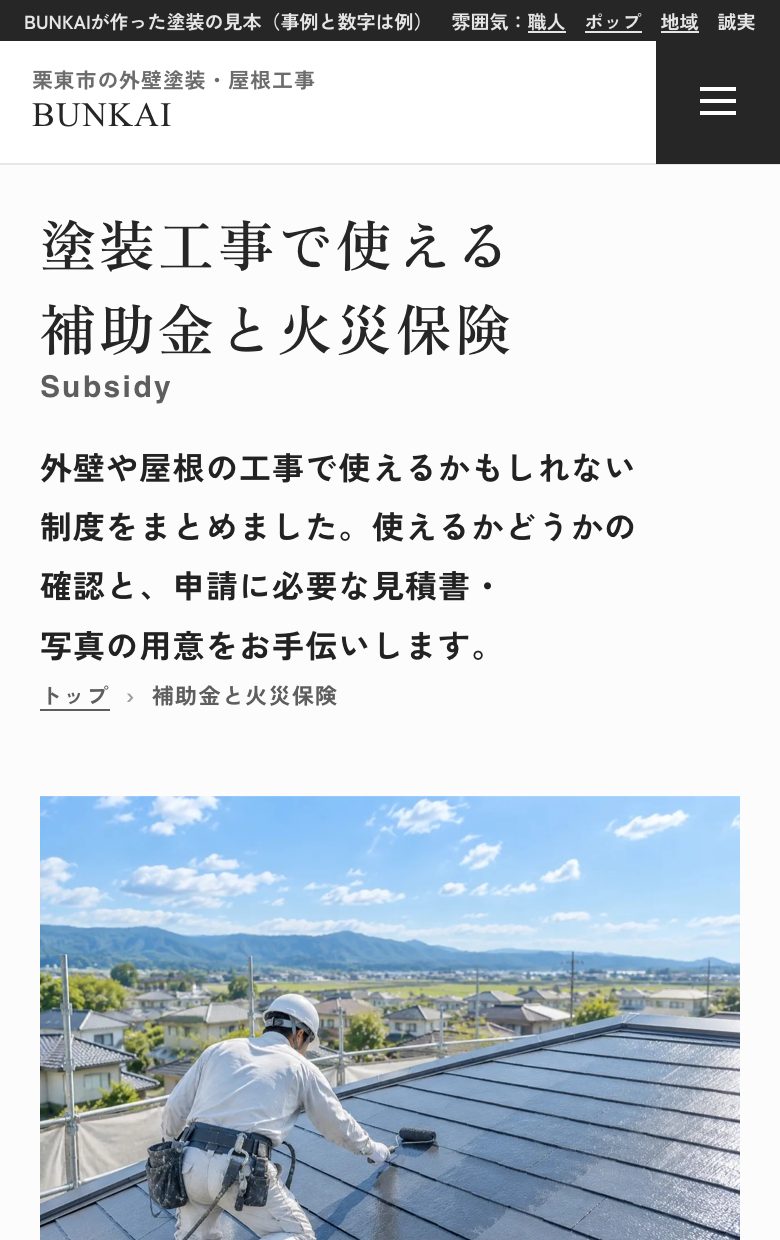 BUNKAIが作った塗装の見本（事例と数字は例） 雰囲気：職人 ポップ 地域 誠実
栗東市の外壁塗装・屋根工事
BUNKAI
塗装工事で使える
補助金と火災保険
Subsidy
外壁や屋根の工事で使えるかもしれない
制度をまとめました。使えるかどうかの
確認と、申請に必要な見積書・
写真の用意をお手伝いします。
トップ › 補助金と火災保険